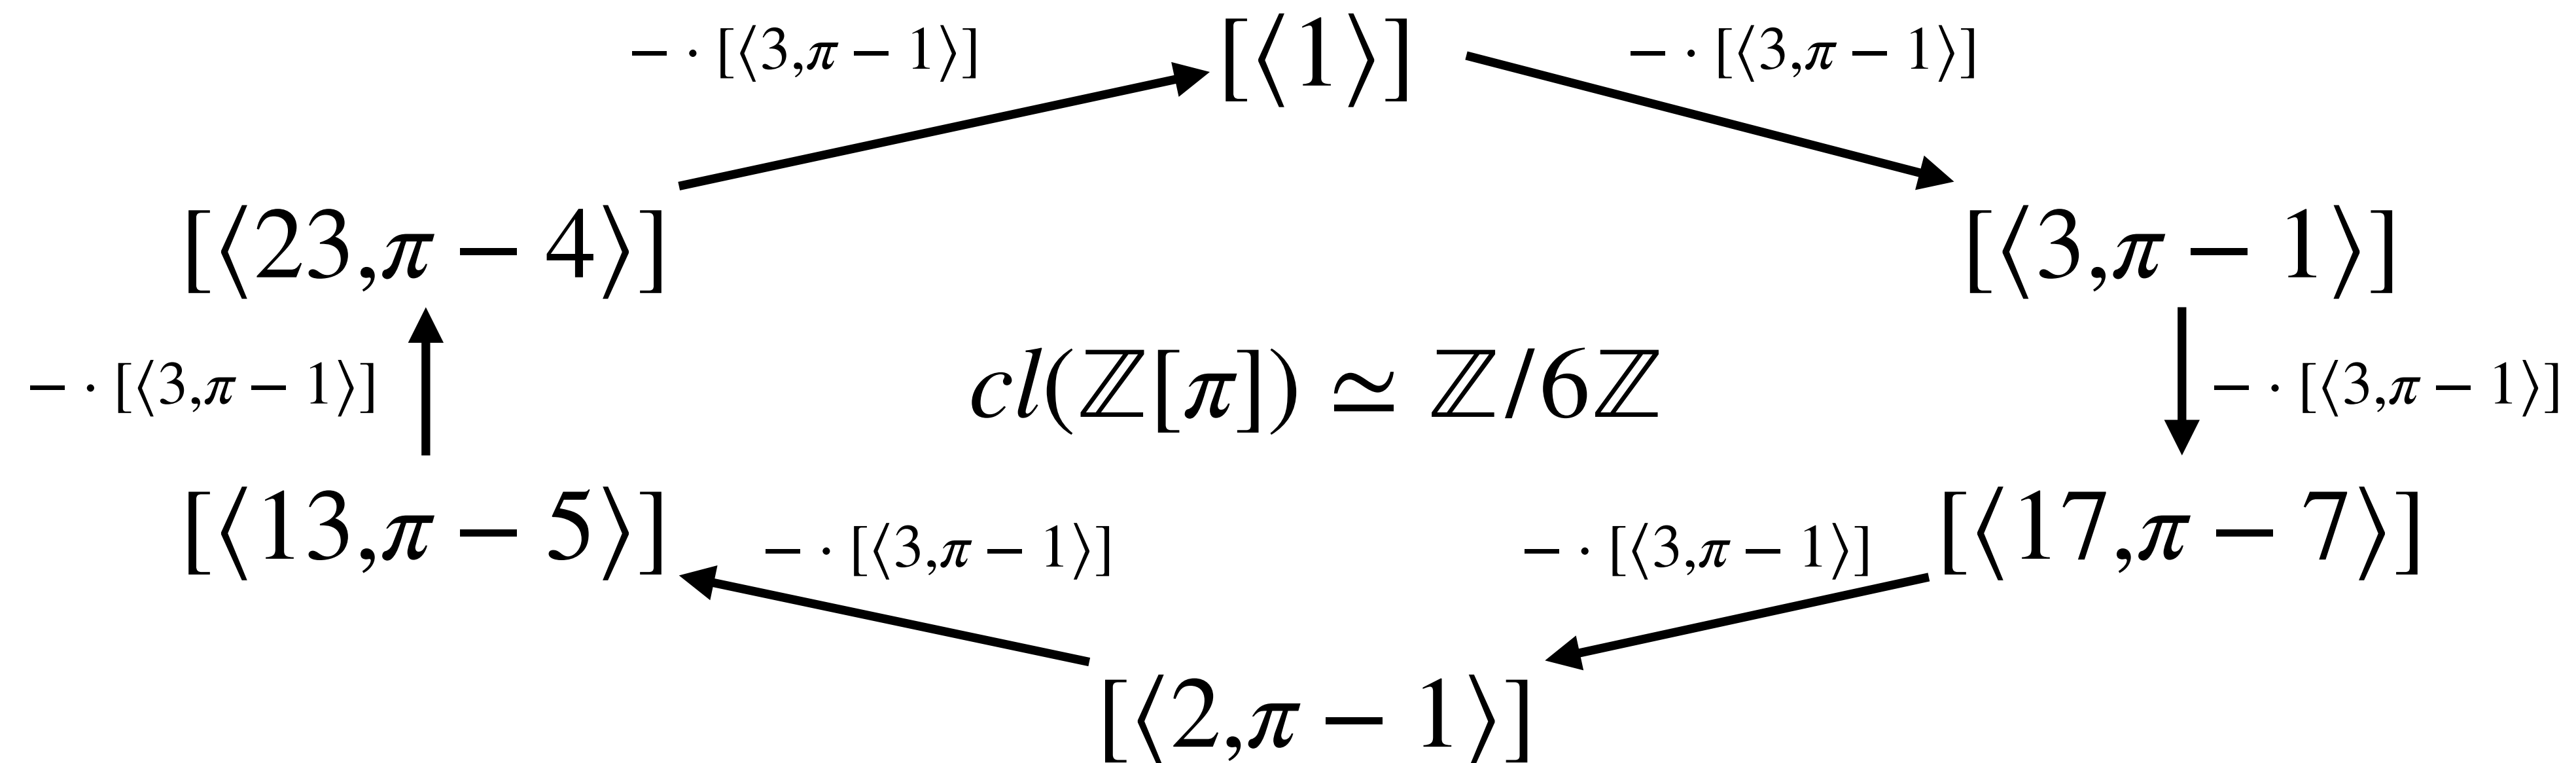 − · [⟨3,π − 1⟩] [⟨1⟩] − · [⟨3,π − 1⟩]
[⟨23,π − 4⟩] [⟨3,π − 1⟩]
− · [⟨3,π − 1⟩] cl(ℤ[π]) ≃ ℤ/6ℤ − · [⟨3,π − 1⟩]
[⟨13,π − 5⟩] − · [⟨3,π − 1⟩] − · [⟨3,π − 1⟩] [⟨17,π − 7⟩]
[⟨2,π − 1⟩]